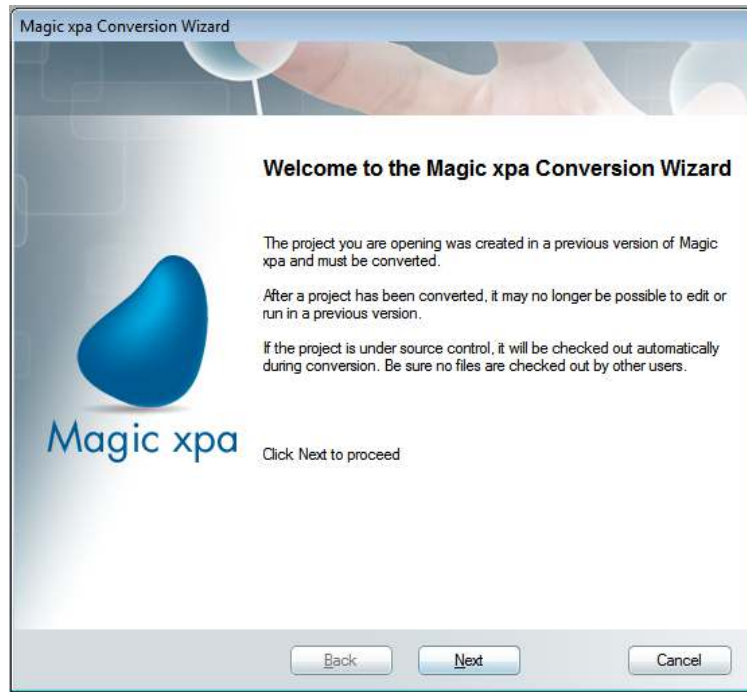 Magic xpa Conversion Wizard
Welcome to the Magic xpa Conversion Wizard
The project you are opening was created in a previous version of Magic
xpa and must be converted.
After a project has been converted, it may no longer be possible to edit or
run in a previous version.
If the project is under source control, it will be checked out automatically
during conversion. Be sure no files are checked out by other users.
Magic xpa
Click Next to proceed
Back Next Cancel